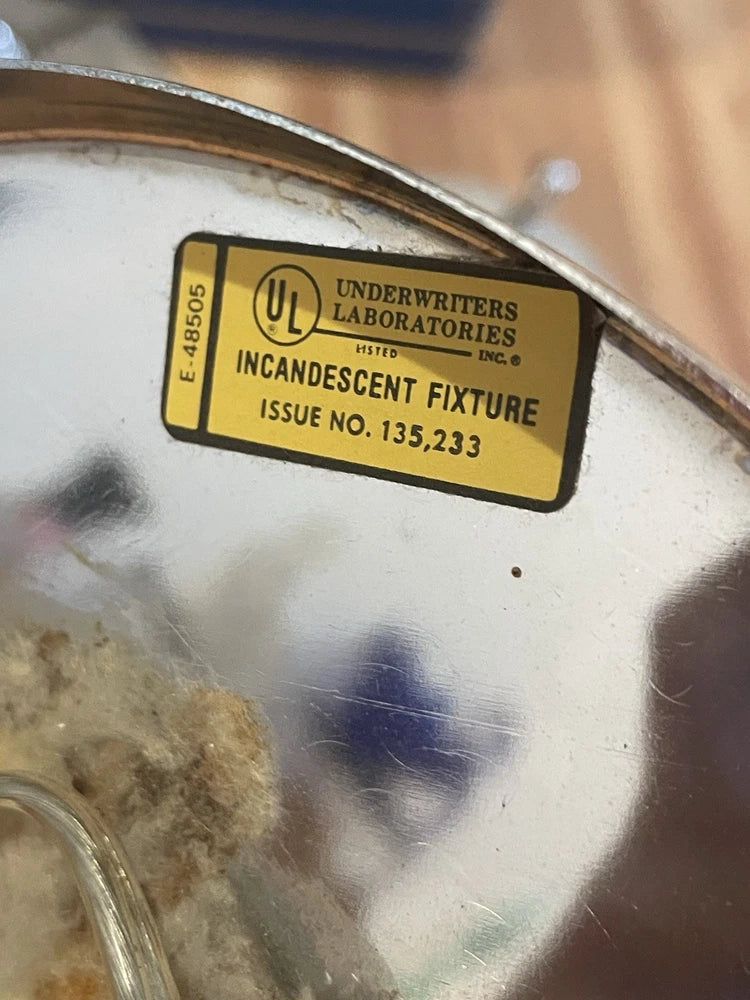 E-48505
UL ®
UNDERWRITERS
LABORATORIES
LISTED INC.®
INCANDESCENT FIXTURE
ISSUE NO. 135,233